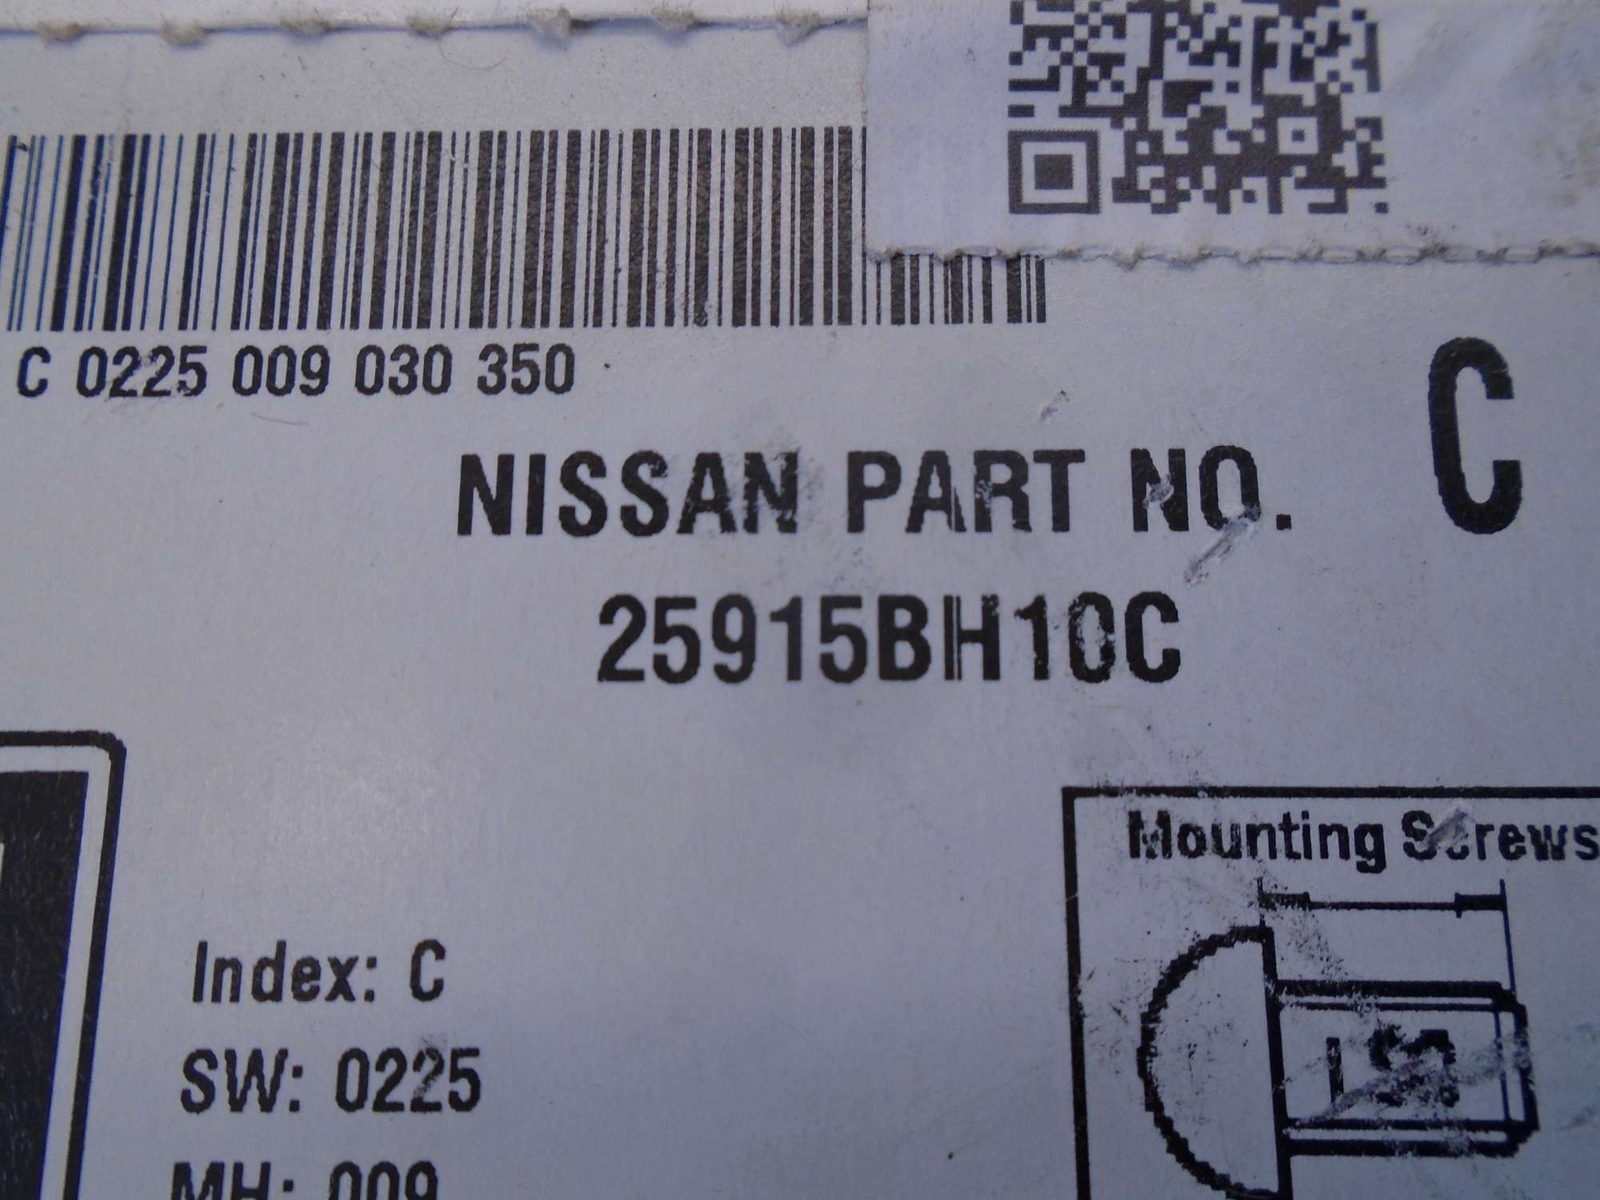 C 0225 009 030 350
C
NISSAN PART NO.
25915BH10C
Mounting Screws
Index: C
SW: 0225
MH: 009